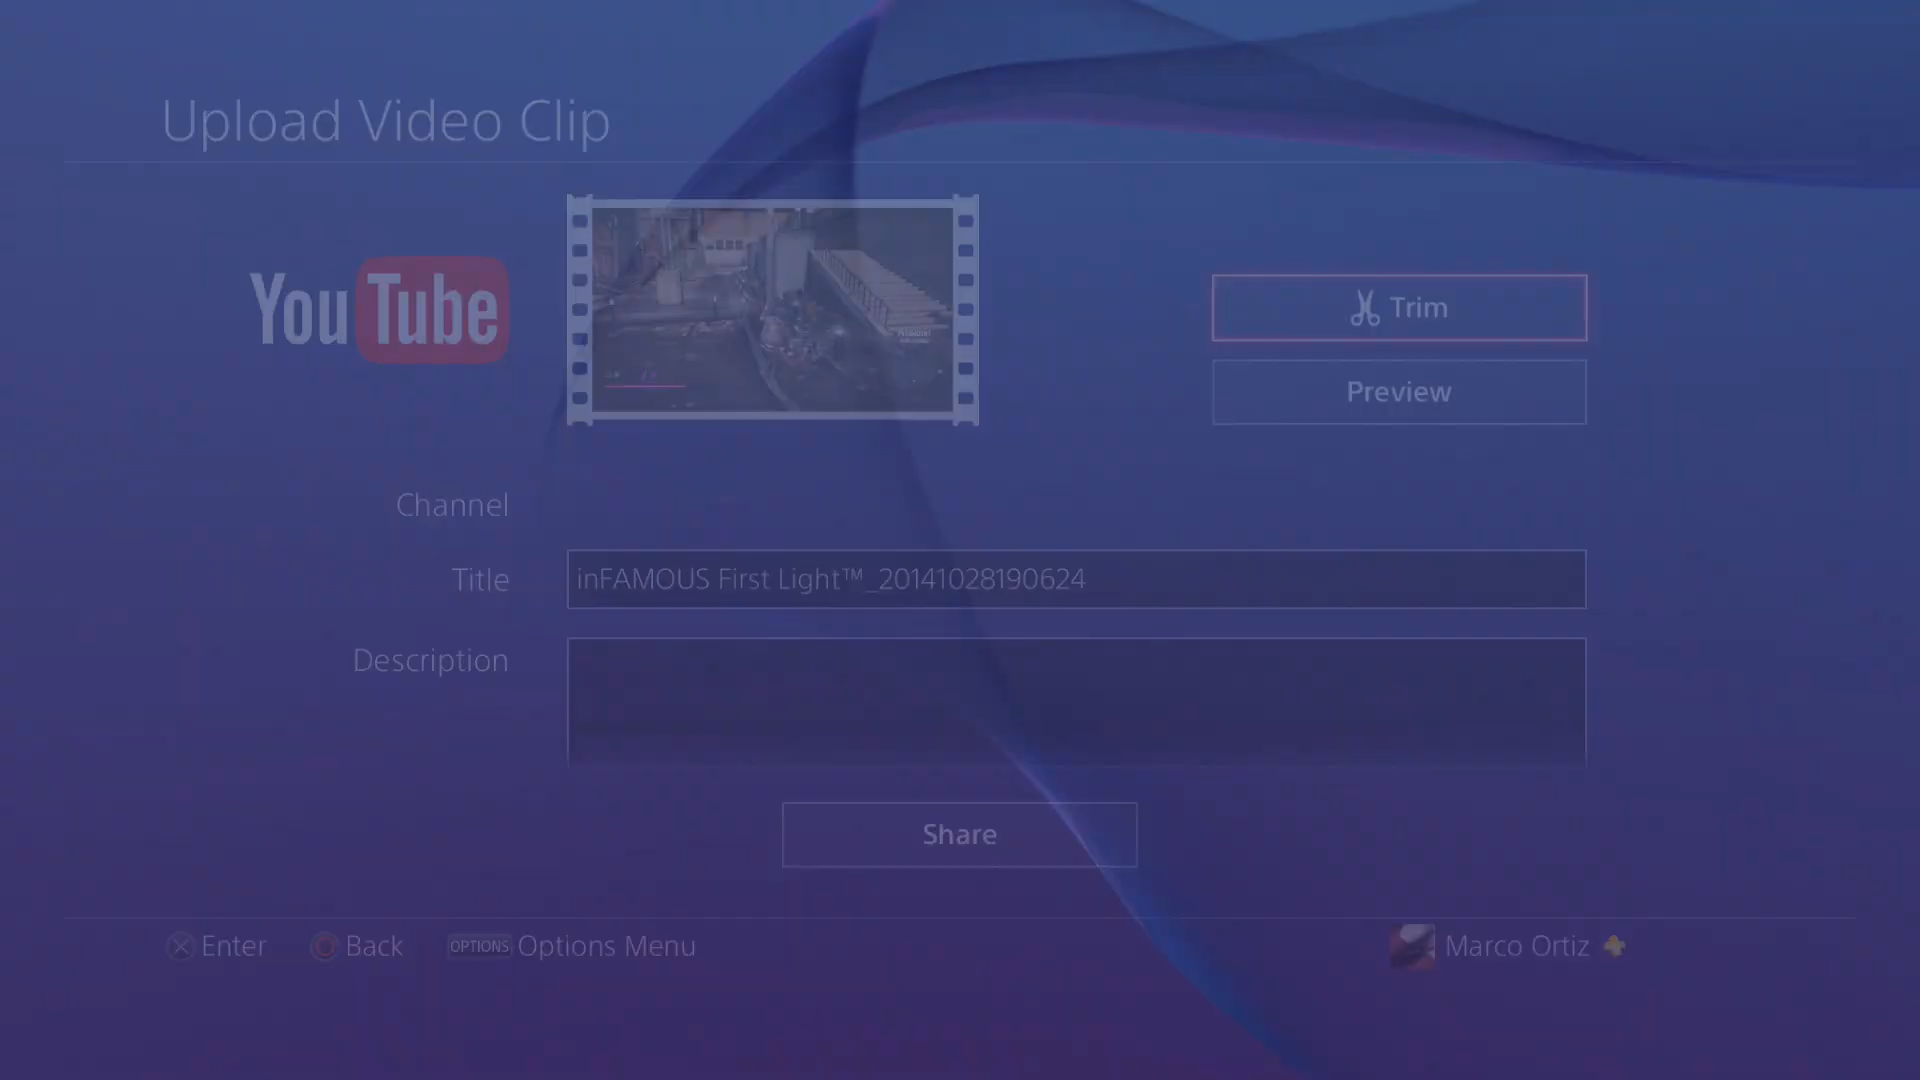 Upload Video Clip
YouTube
Trim
Preview
Channel
Title
inFAMOUS First Light™_20141028190624
Description
Share
Enter
Back
OPTIONS Options Menu
Marco Ortiz